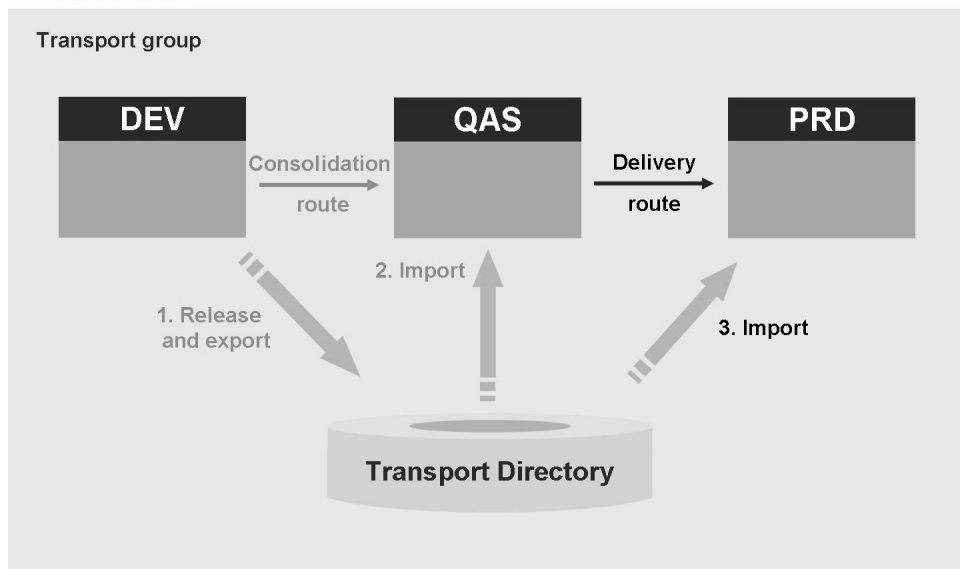 Transport group
DEV
QAS
PRD
Consolidation
route
Delivery
route
1. Release
and export
2. Import
3. Import
Transport Directory